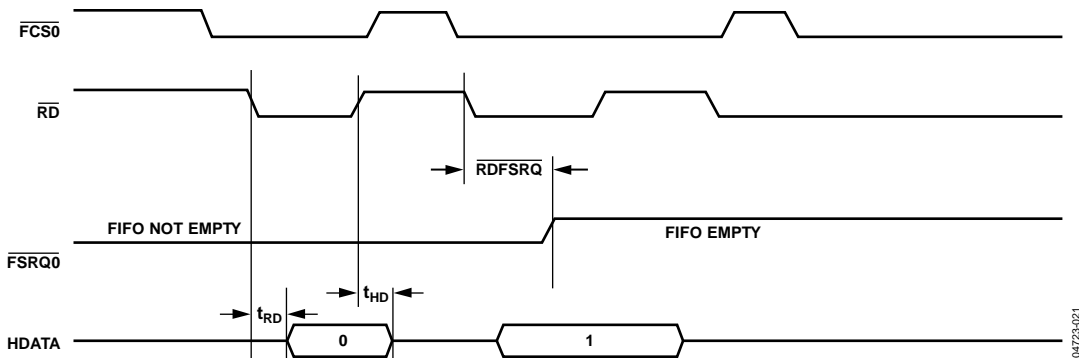 FCS0
RD
RDFSRQ
FIFO NOT EMPTY
FIFO EMPTY
FSRQ0
tRD
tHD
HDATA
0
1
04723-021